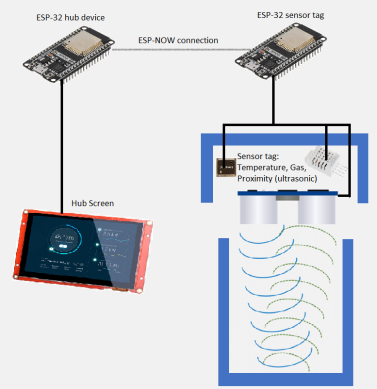 ESP-32 hub device
ESP-32 sensor tag
ESP-NOW connection
Sensor tag:
Temperature, Gas,
Proximity (ultrasonic)
Hub Screen